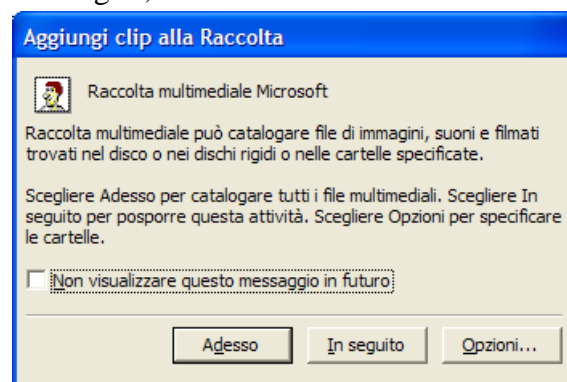 Aggiungi clip alla Raccolta
Raccolta multimediale Microsoft
Raccolta multimediale può catalogare file di immagini, suoni e filmati
trovati nel disco o nei dischi rigidi o nelle cartelle specificate.
Scegliere Adesso per catalogare tutti i file multimediali. Scegliere In
seguito per posporre questa attività. Scegliere Opzioni per specificare
le cartelle.
Non visualizzare questo messaggio in futuro
Adesso In seguito Opzioni...